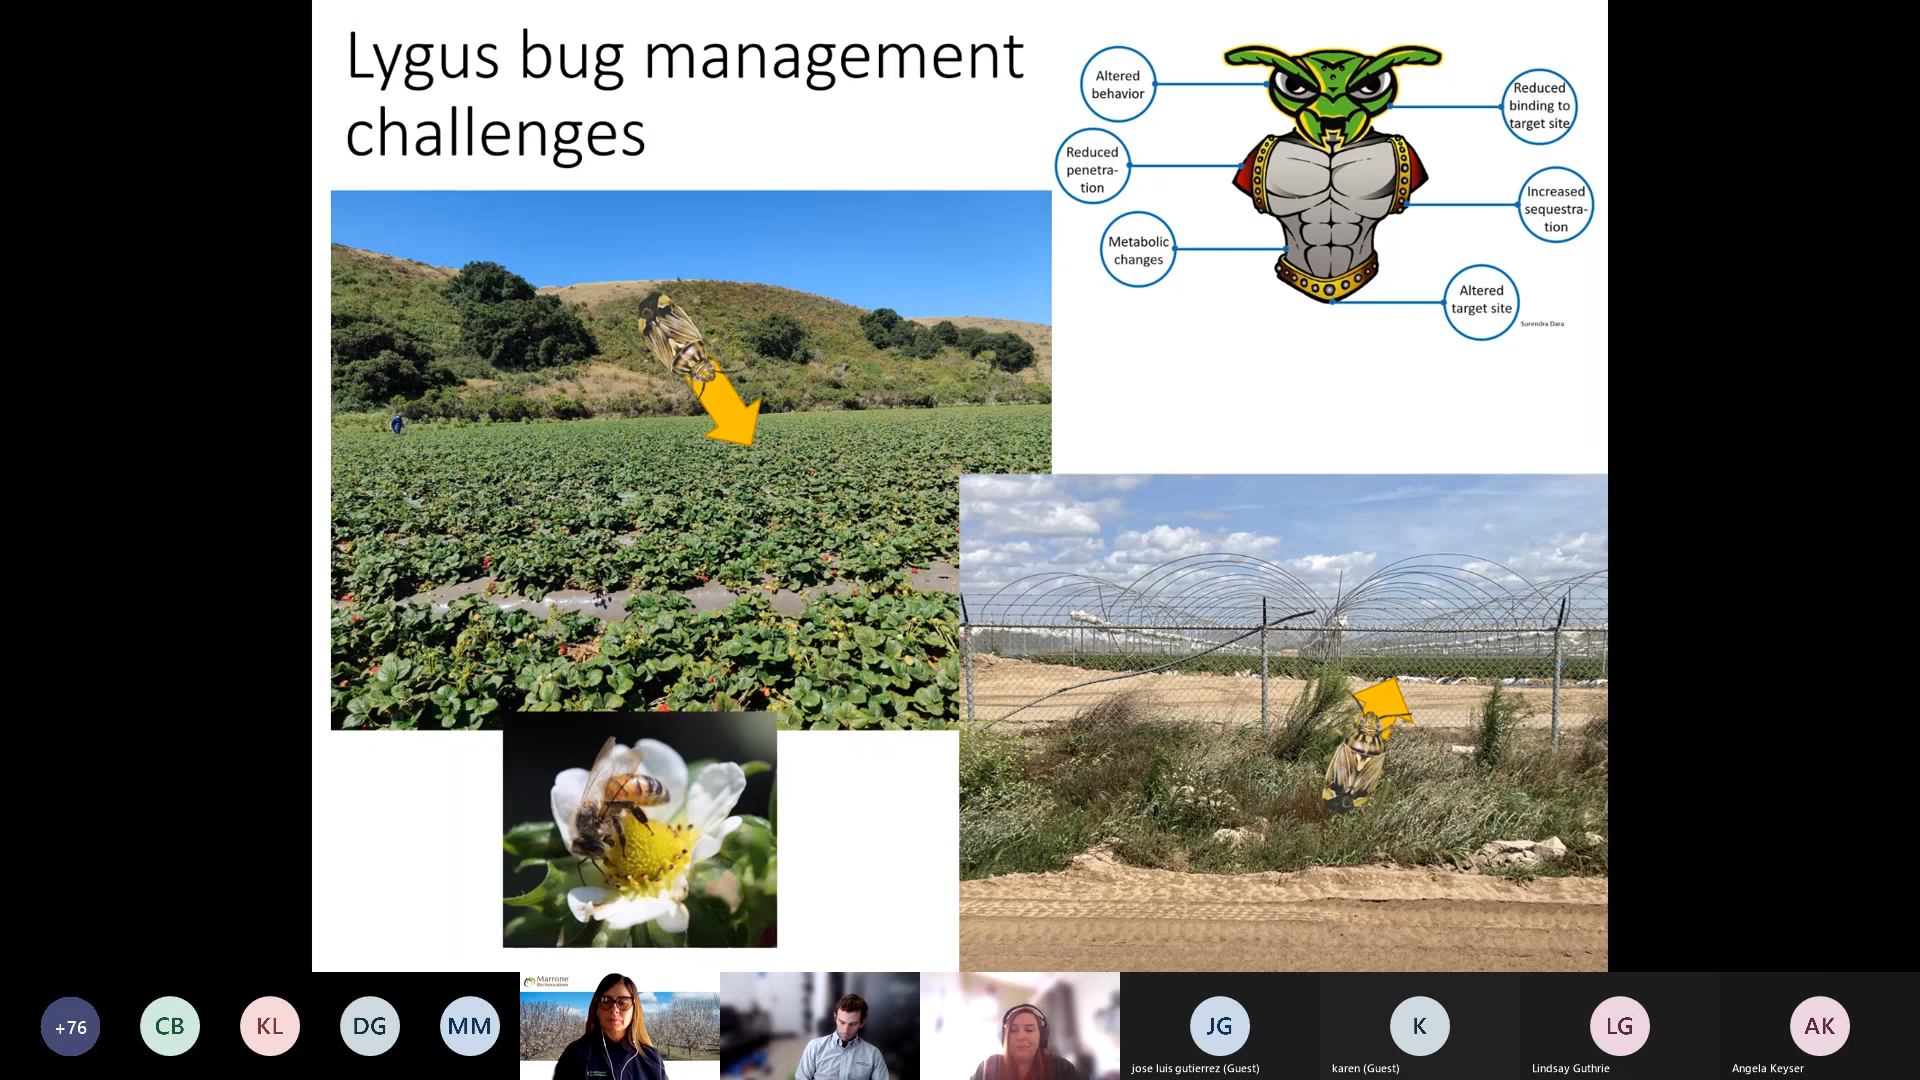 Lygus bug management
challenges
Altered
behavior
Reduced
penetra-
tion
Metabolic
changes
Reduced
binding to
target site
Increased
sequestra-
tion
Altered
target site
Surendra Dara
+76
CB
KL
DG
MM
Marrone
Bio Innovations
JG
jose luis gutierrez (Guest)
K
karen (Guest)
LG
Lindsay Guthrie
AK
Angela Keyser